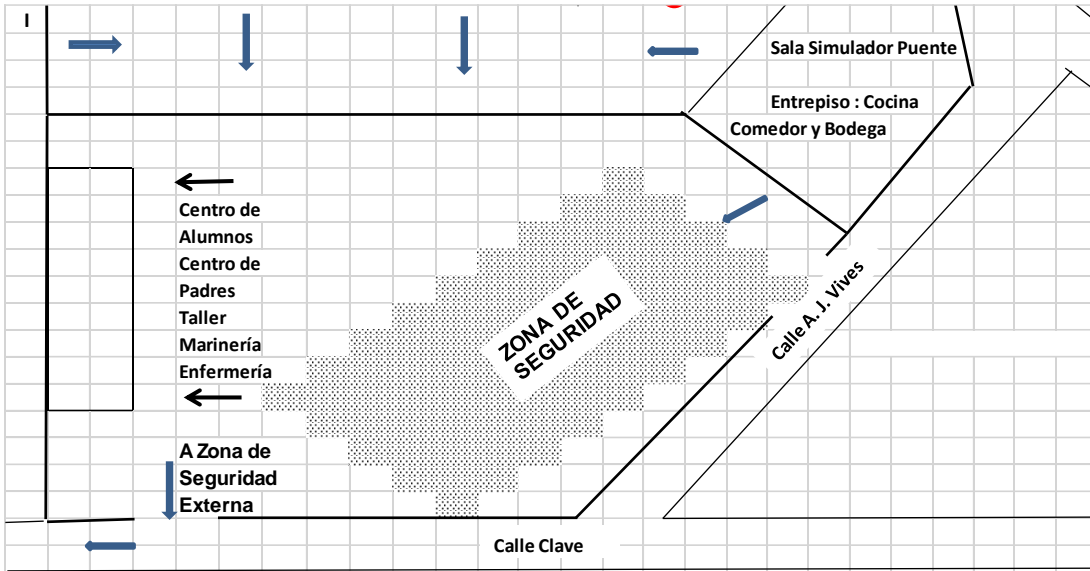 I
Sala Simulador Puente
Entrepiso : Cocina
Comedor y Bodega
Centro de
Alumnos
Centro de
Padres
Taller
Marinería
Enfermería
ZONA DE
SEGURIDAD
Calle A. J. Vives
A Zona de
Seguridad
Externa
Calle Clave